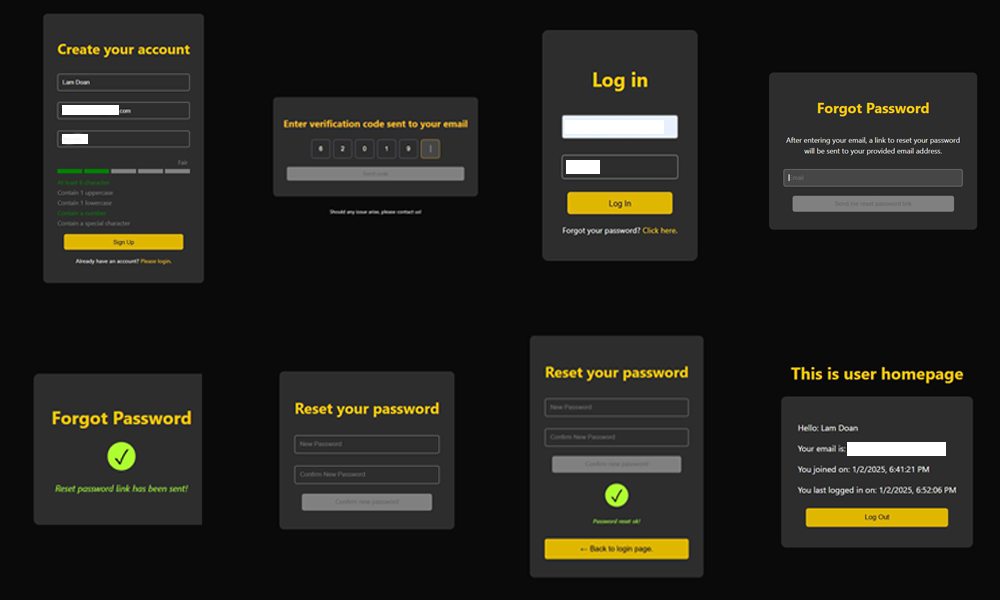 Create your account
Lam Doan
.com
Fair
At least 6 character
Contain 1 uppercase
Contain 1 lowercase
Contain a number
Contain a special character
Sign Up
Already have an account? Please login.
Enter verification code sent to your email
6 2 0 1 9
Should any issue arise, please contact us!
Log in
Log In
Forgot your password? Click here.
Forgot Password
After entering your email, a link to reset your password
will be sent to your provided email address.
Email
Send me reset password link
Forgot Password
Reset password link has been sent!
Reset your password
New Password
Confirm New Password
Confirm new password
Reset your password
New Password
Confirm New Password
Confirm new password
Password reset ok!
← Back to login page.
This is user homepage
Hello: Lam Doan
Your email is:
You joined on: 1/2/2025, 6:41:21 PM
You last logged in on: 1/2/2025, 6:52:06 PM
Log Out